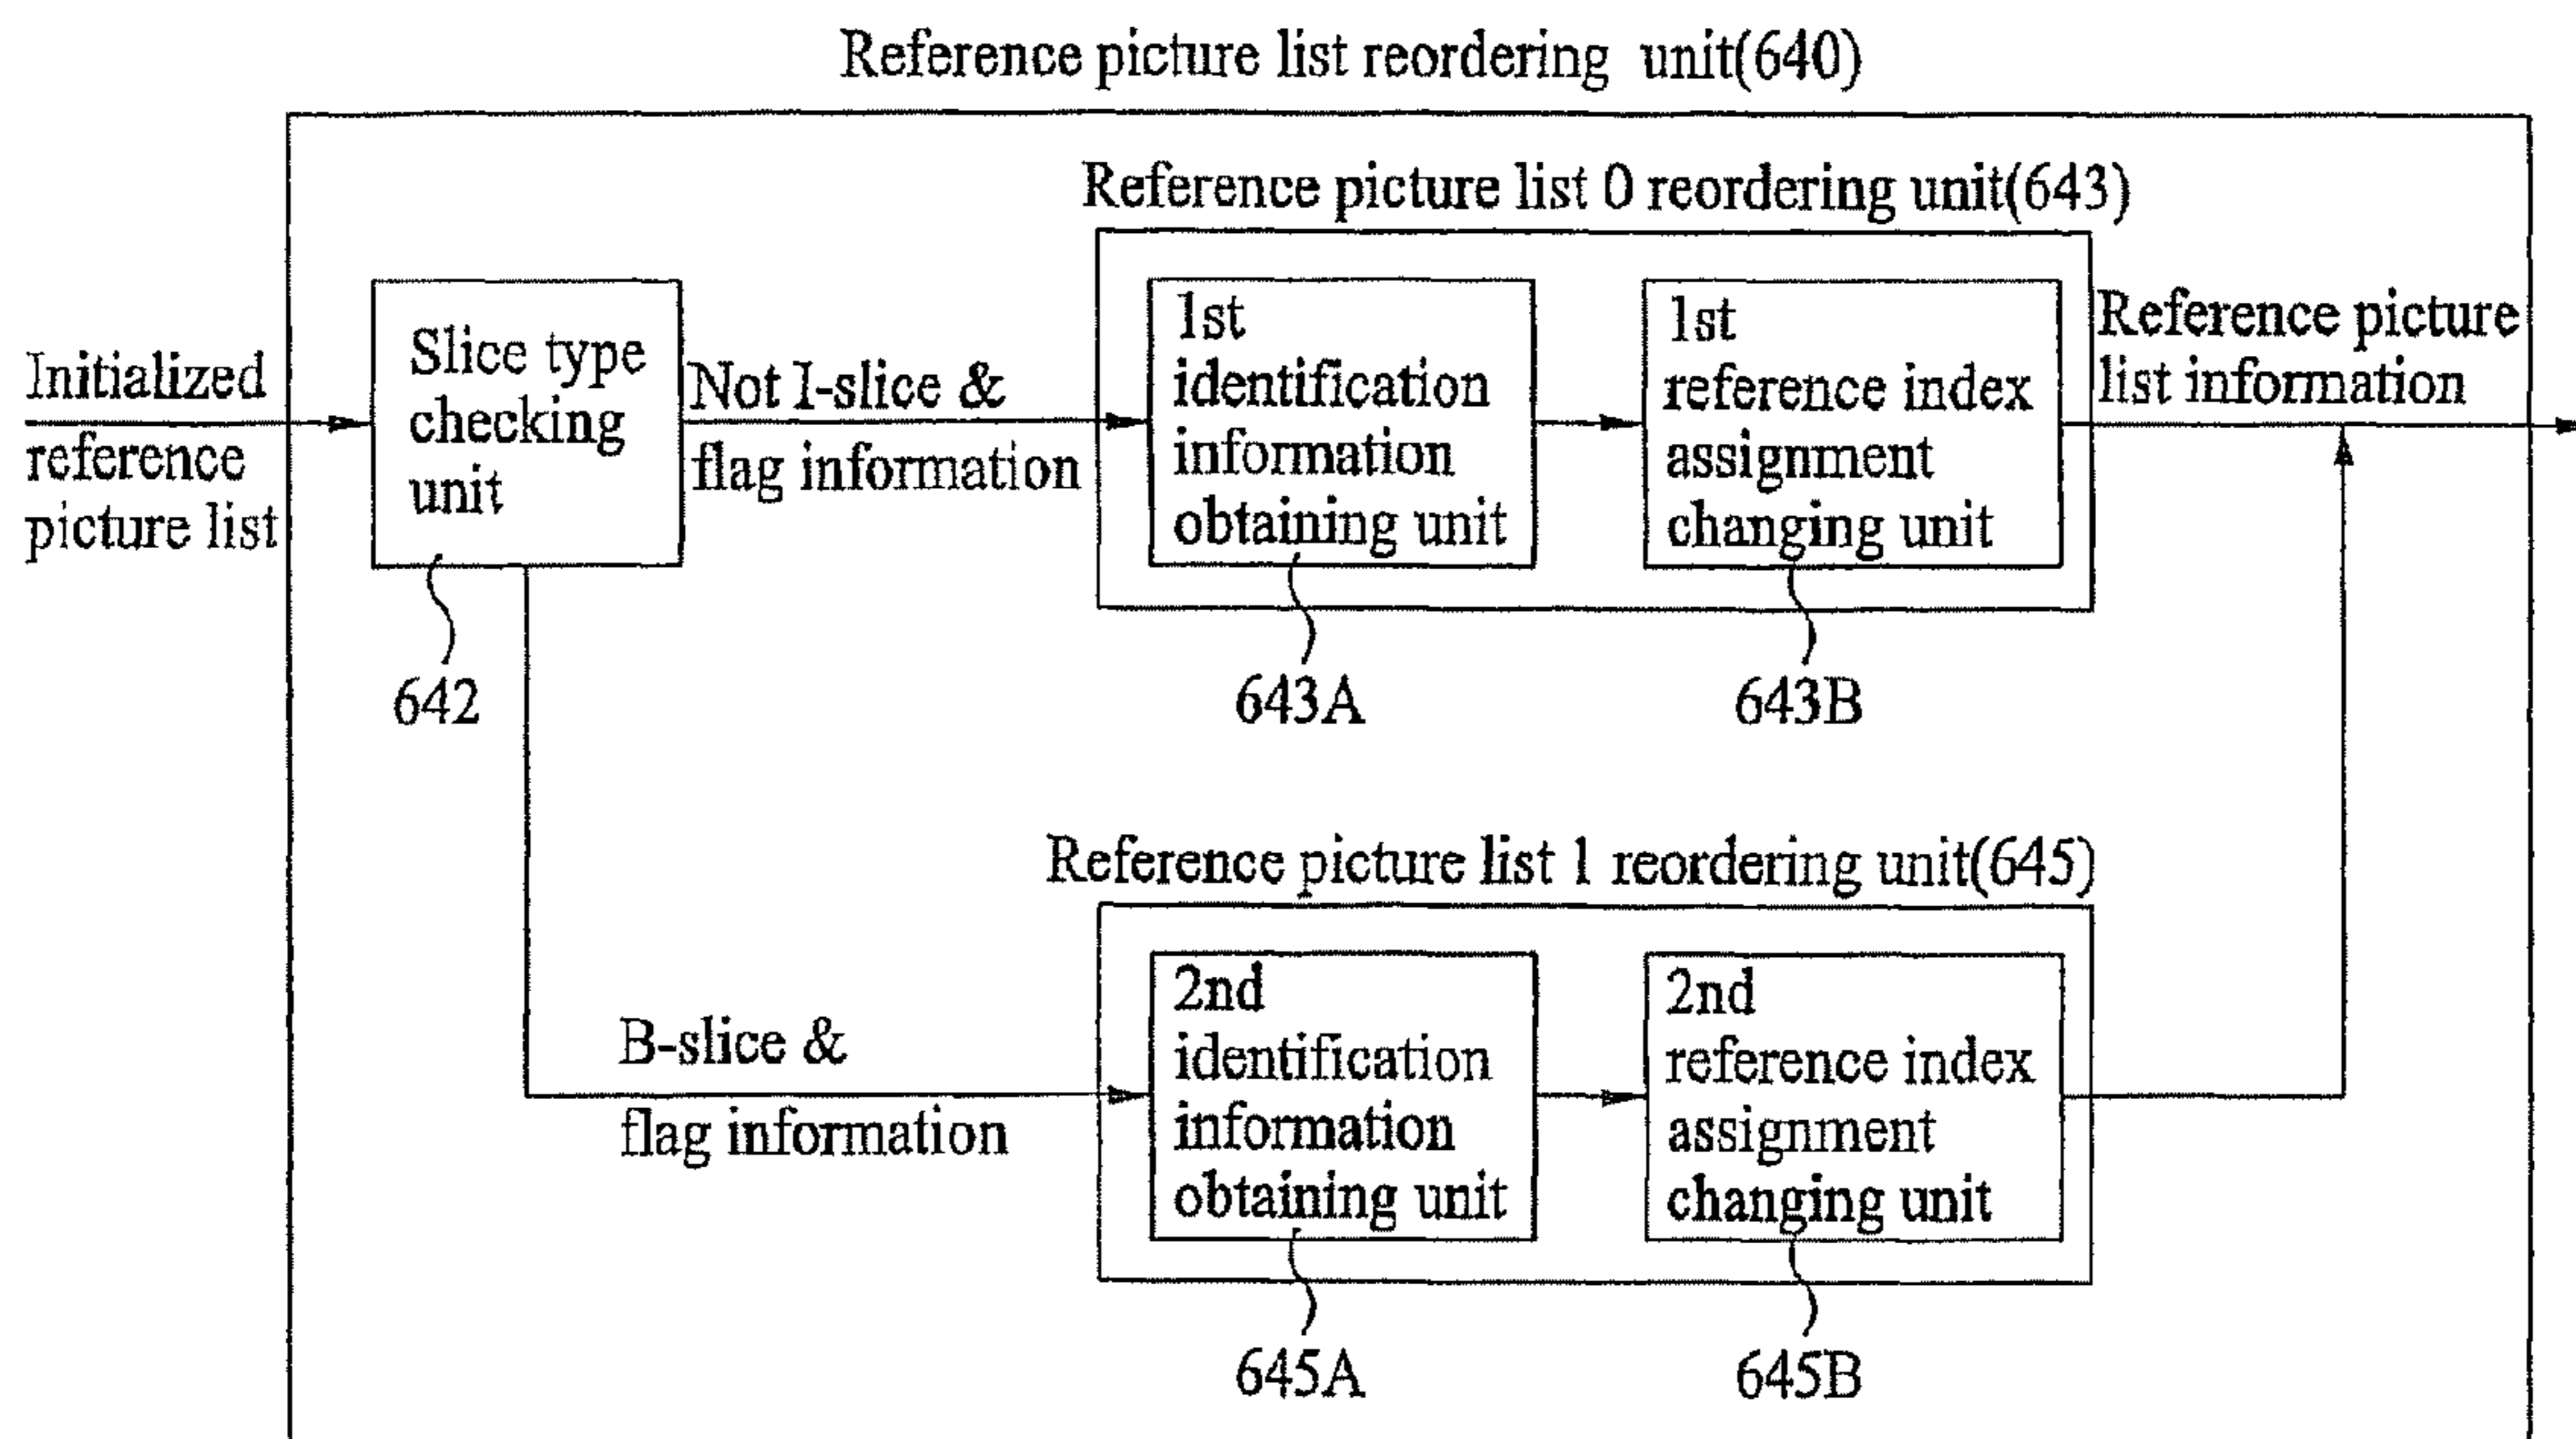 Reference picture list reordering unit(640)
Reference picture list 0 reordering unit(643)
Initialized
reference
picture list
Slice type
checking
unit
642
Not I-slice &
flag information
1st
identification
information
obtaining unit
643A
1st
reference index
assignment
changing unit
643B
Reference picture
list information
Reference picture list 1 reordering unit(645)
B-slice &
flag information
2nd
identification
information
obtaining unit
645A
2nd
reference index
assignment
changing unit
645B